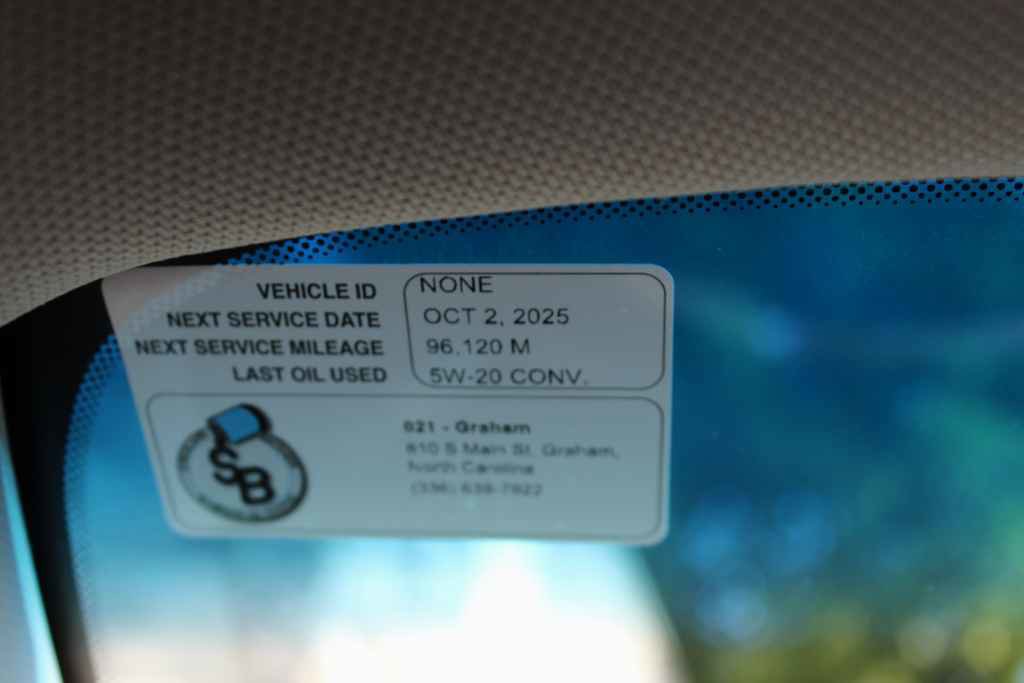 VEHICLE ID NONE
NEXT SERVICE DATE OCT 2, 2025
NEXT SERVICE MILEAGE 96,120 M
LAST OIL USED 5W-20 CONV.
SB
021 - Graham
610 S Main St, Graham,
North Carolina
(336)